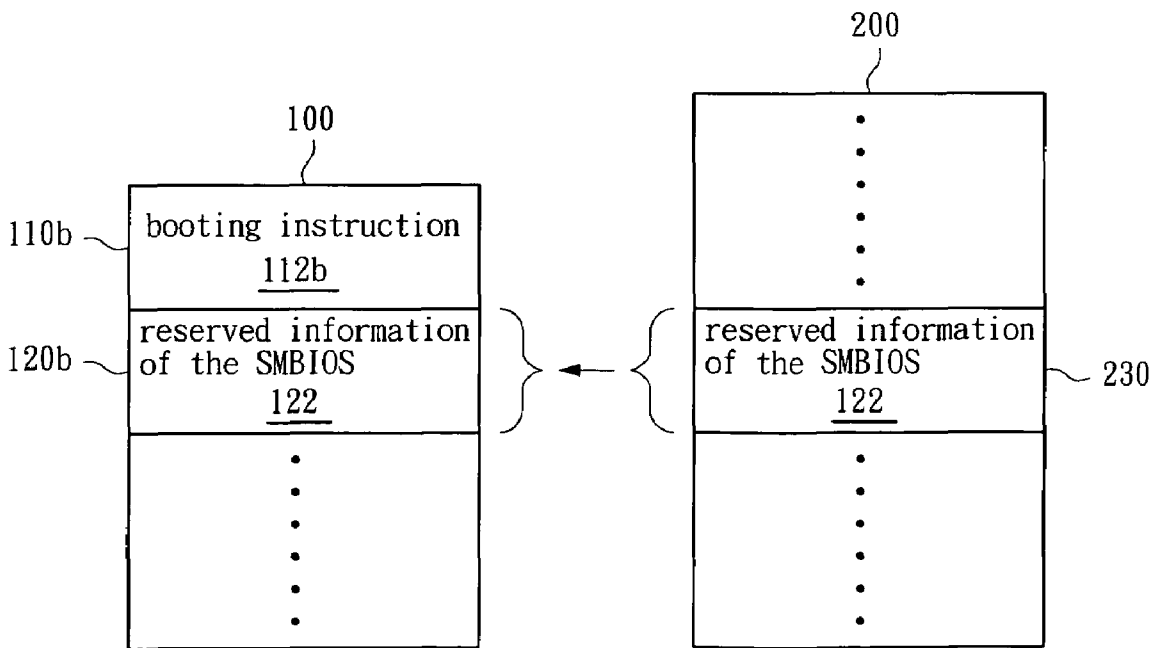 200
100
110b
booting instruction
112b
120b
reserved information
of the SMBIOS
122
reserved information
of the SMBIOS
122
230